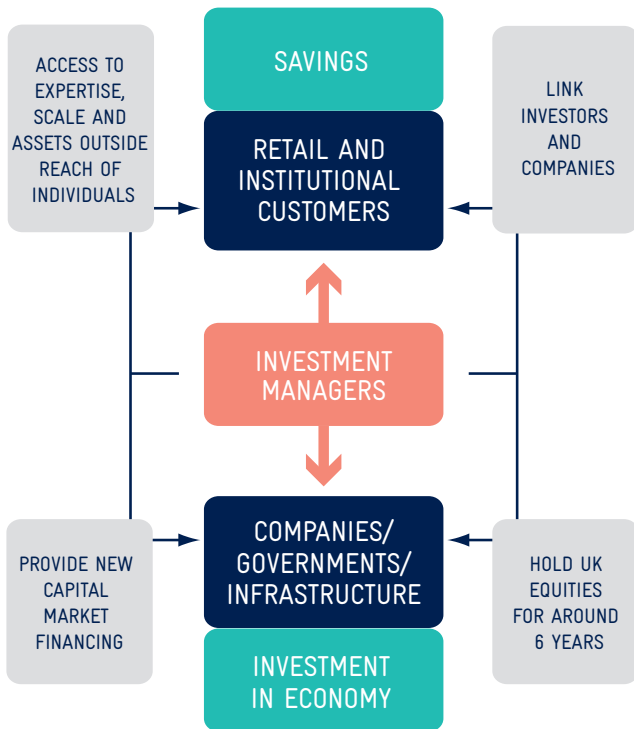 ACCESS TO
EXPERTISE,
SCALE AND
ASSETS OUTSIDE
REACH OF
INDIVIDUALS
SAVINGS
RETAIL AND
INSTITUTIONAL
CUSTOMERS
LINK
INVESTORS
AND
COMPANIES
INVESTMENT
MANAGERS
PROVIDE NEW
CAPITAL
MARKET
FINANCING
COMPANIES/
GOVERNMENTS/
INFRASTRUCTURE
INVESTMENT
IN ECONOMY
HOLD UK
EQUITIES
FOR AROUND
6 YEARS